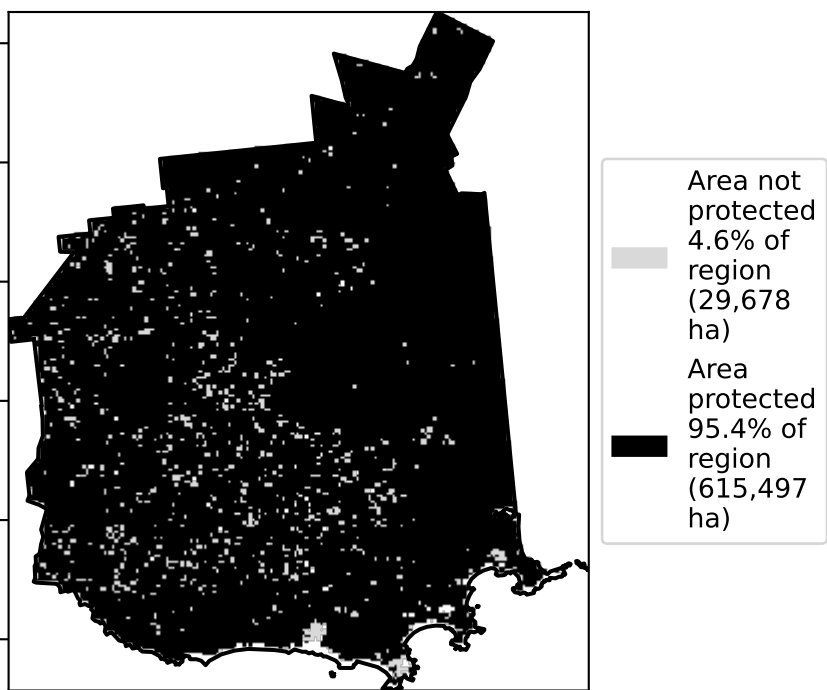 Area not
protected
4.6% of
region
(29,678
ha)
Area
protected
95.4% of
region
(615,497
ha)